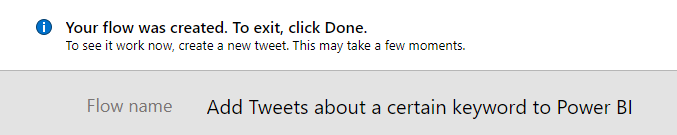 Your flow was created. To exit, click Done.
To see it work now, create a new tweet. This may take a few moments.
Flow name Add Tweets about a certain keyword to Power BI